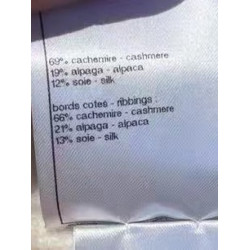 69% cachemire - cashmere
19% alpaga - alpaca
12% soie - silk
bords cotes - ribbings :
66% cachemire - cashmere
21% alpaga - alpaca
13% soie - silk